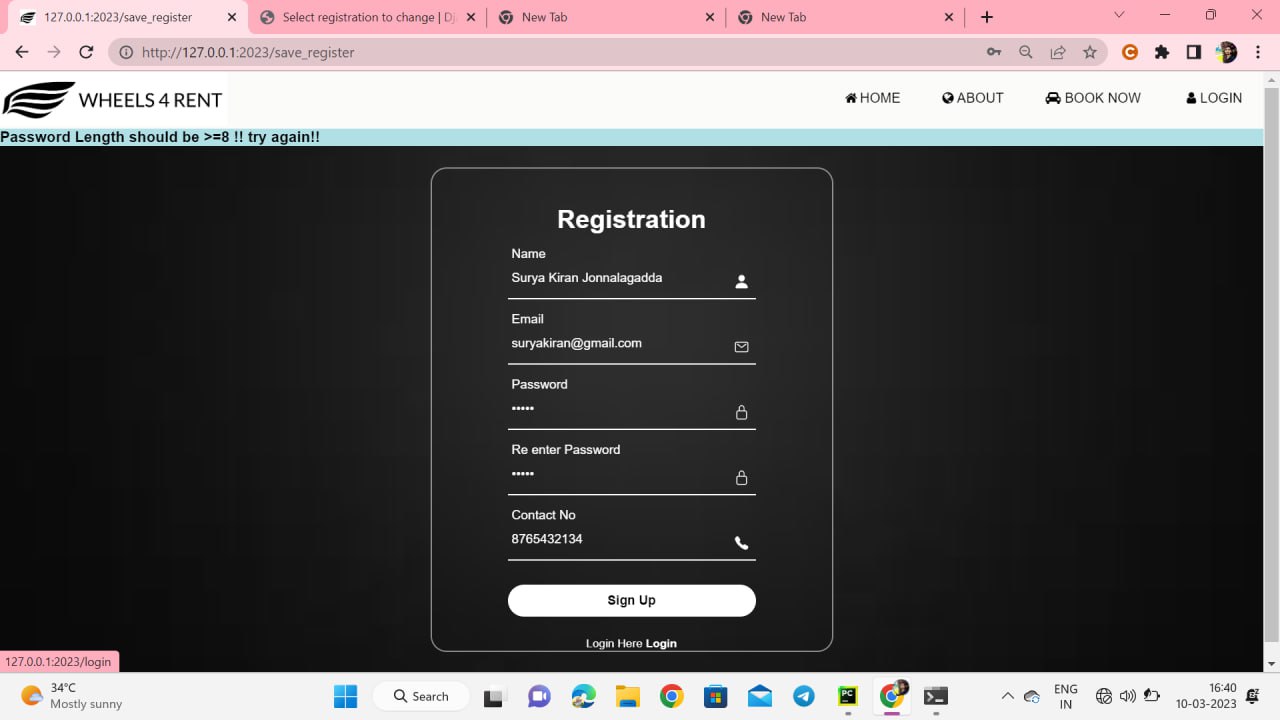 127.0.0.1:2023/save_register
Select registration to change | Dj
New Tab
New Tab
http://127.0.0.1:2023/save_register
WHEELS 4 RENT
HOME
ABOUT
BOOK NOW
LOGIN
Password Length should be >=8 !! try again!!
Registration
Name
Surya Kiran Jonnalagadda
Email
suryakiran@gmail.com
Password
•••••
Re enter Password
•••••
Contact No
8765432134
Sign Up
Login Here Login
127.0.0.1:2023/login
34°C
Mostly sunny
Search
PC
ENG
IN
16:40
10-03-2023